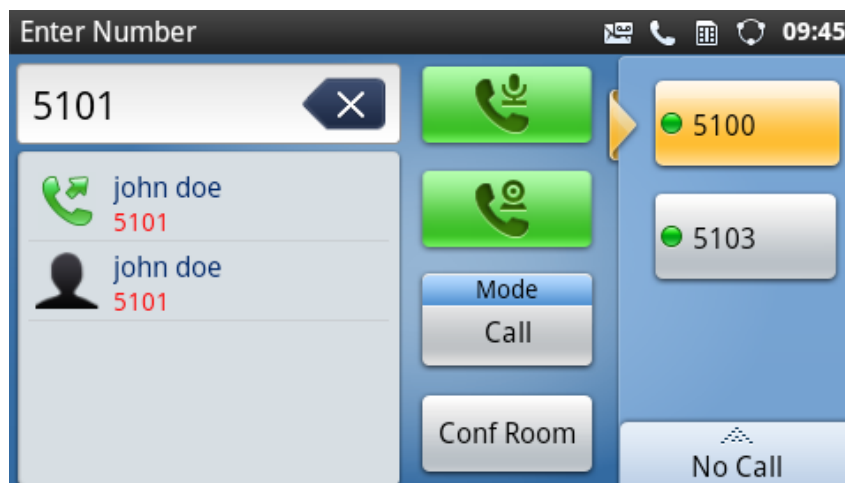 Enter Number
09:45
5101
john doe
5101
john doe
5101
Mode
Call
Conf Room
5100
5103
No Call